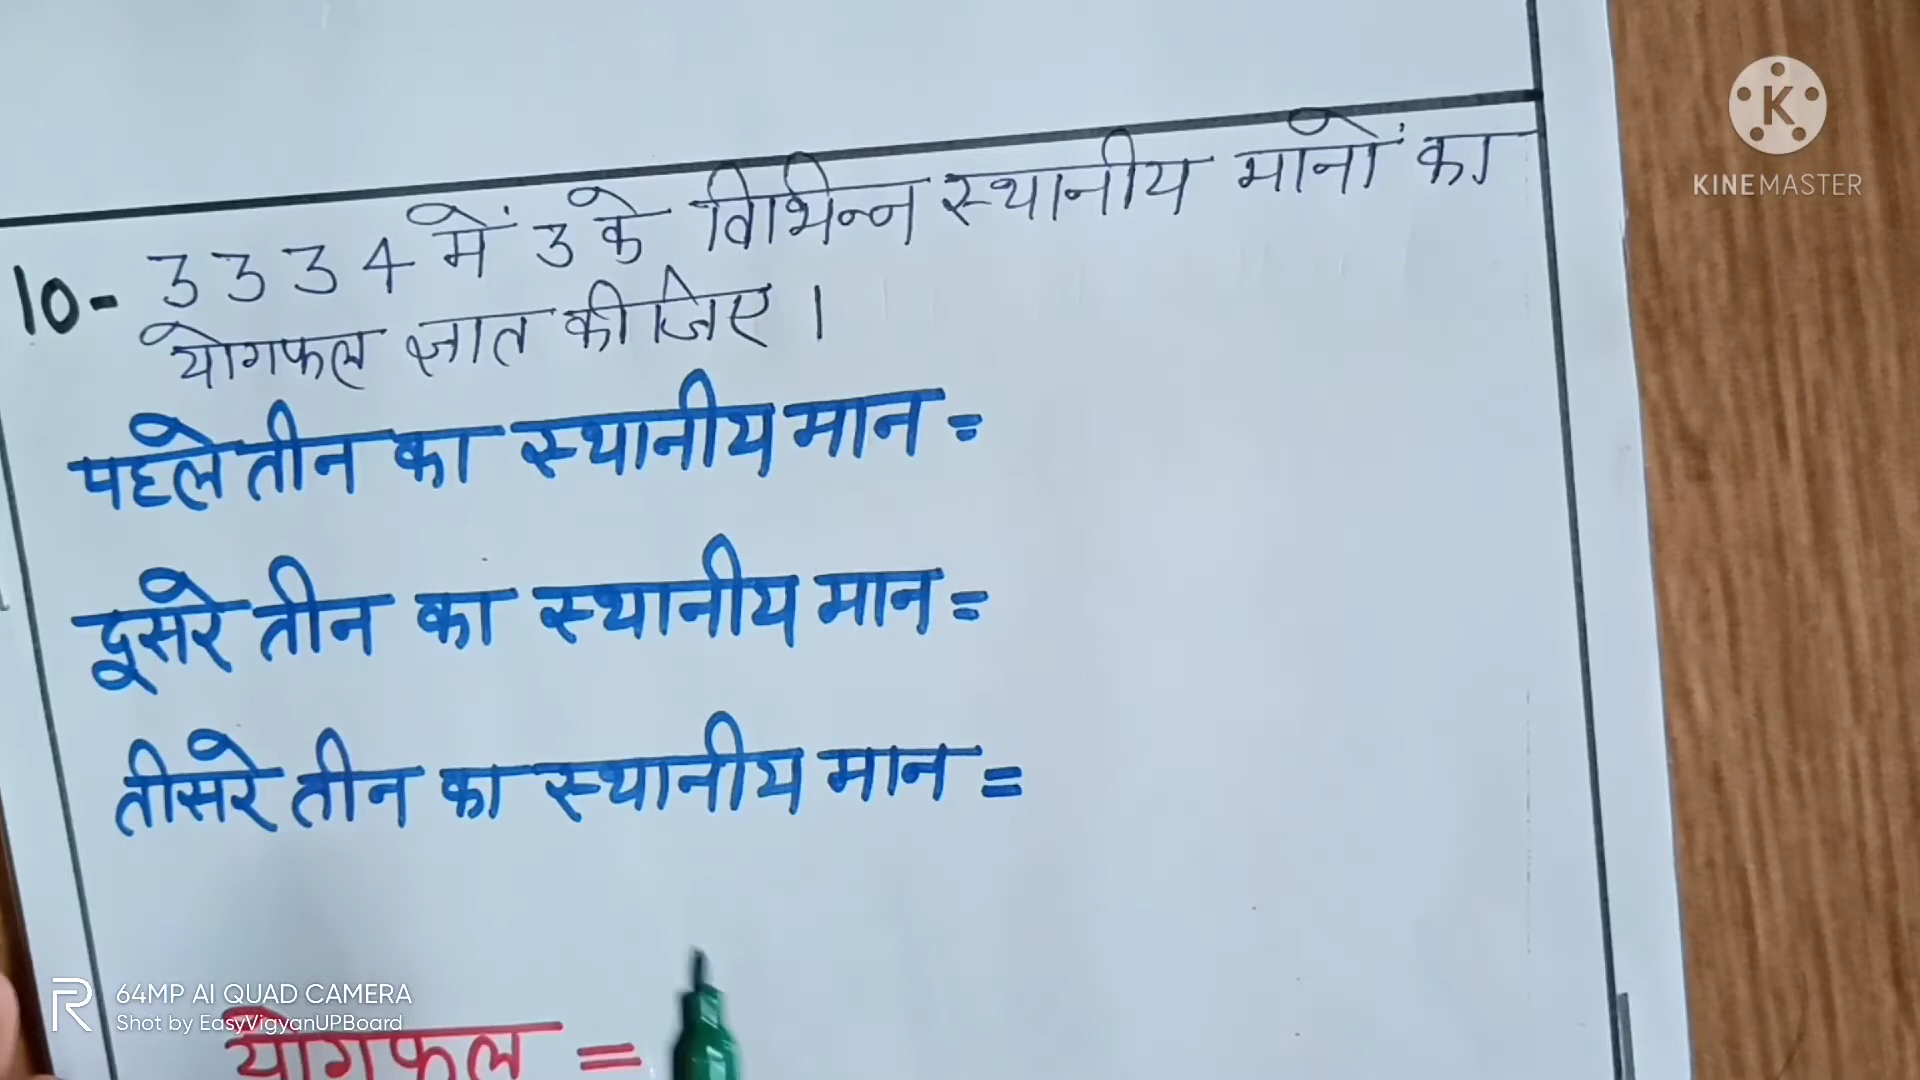 K
KINEMASTER
10- 3334 में 3 के विभिन्न स्थानीय मानों का
योगफल ज्ञात कीजिए।
पहले तीन का स्थानीय मान =
दूसरे तीन का स्थानीय मान =
तीसरे तीन का स्थानीय मान =
योगफल =
R 64MP AI QUAD CAMERA
Shot by EasyVigyanUPBoard